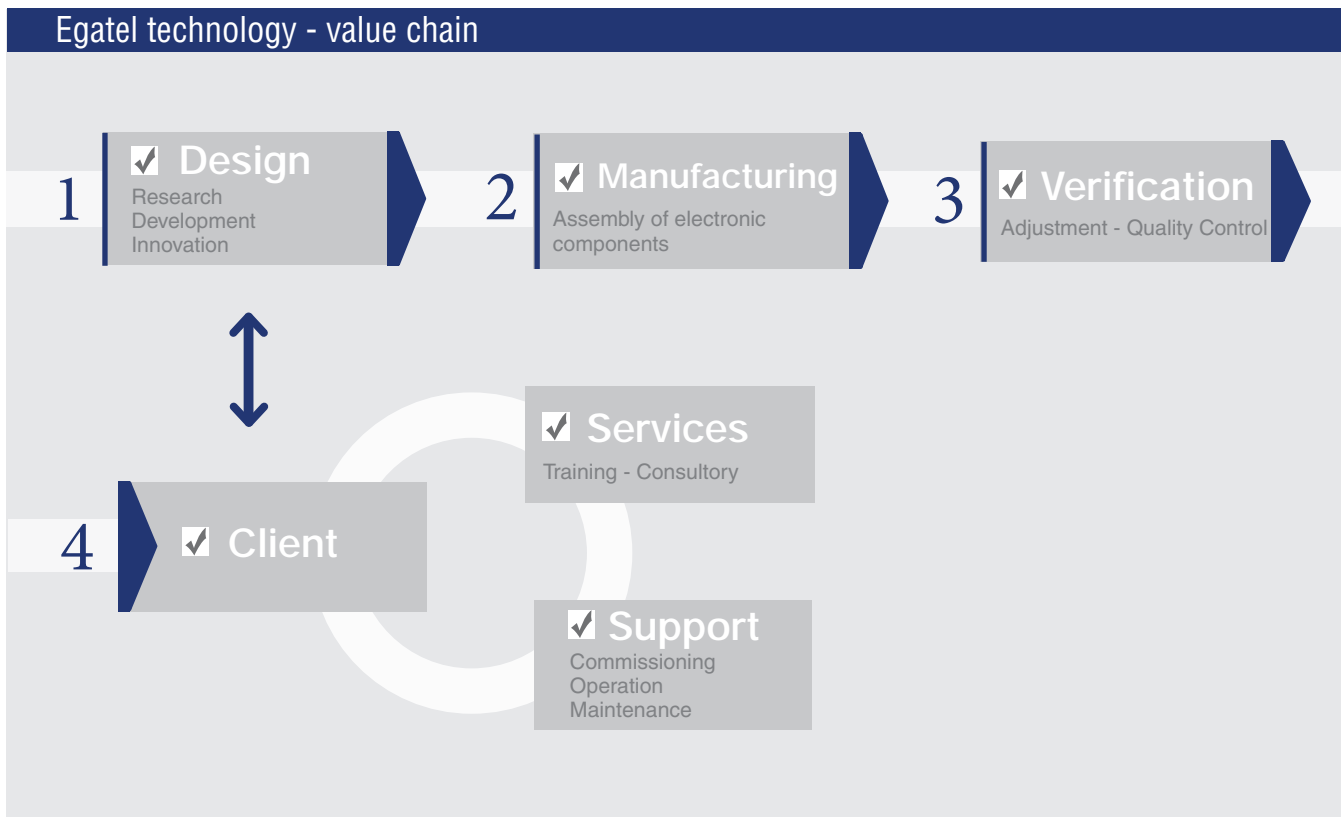 Egatel technology - value chain
1
Design
Research
Development
Innovation
2
Manufacturing
Assembly of electronic
components
3
Verification
Adjustment - Quality Control
4
Client
Services
Training - Consultory
Support
Commissioning
Operation
Maintenance